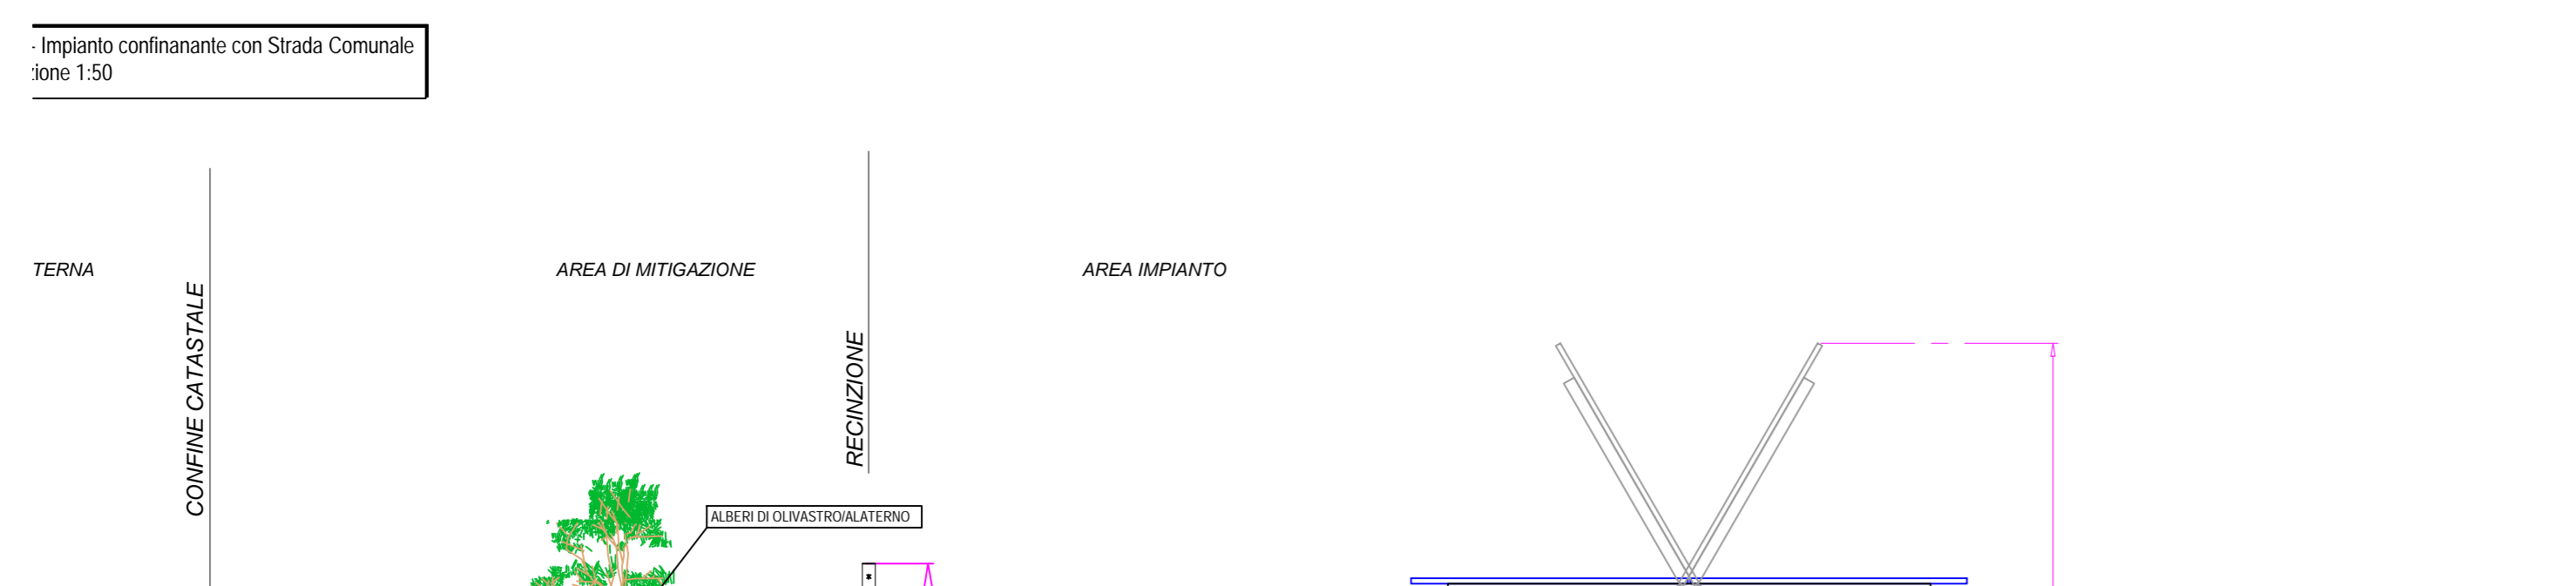 - Impianto confinanante con Strada Comunale
zione 1:50
TERNA
AREA DI MITIGAZIONE
AREA IMPIANTO
CONFINE CATASTALE
RECINZIONE
ALBERI DI OLIVASTRO/ALATERNO